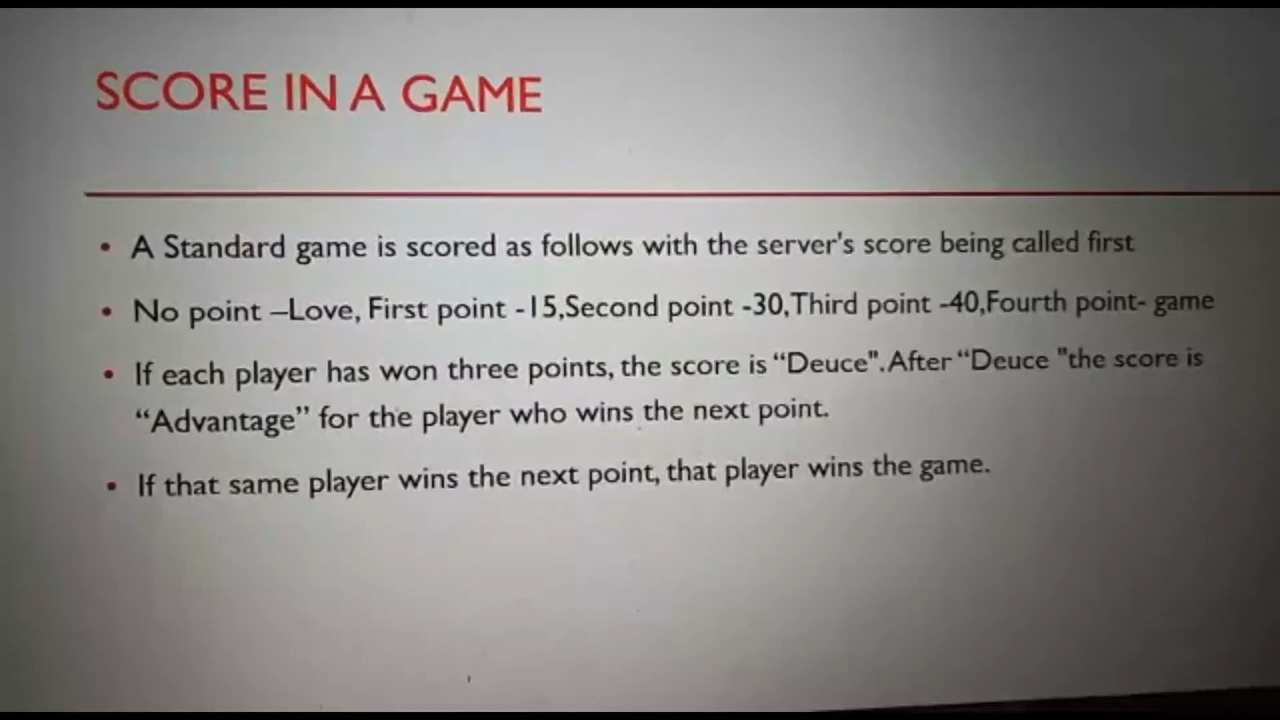 SCORE IN A GAME
• A Standard game is scored as follows with the server's score being called first
• No point –Love, First point -15,Second point -30,Third point -40,Fourth point- game
• If each player has won three points, the score is “Deuce".After “Deuce "the score is
“Advantage” for the player who wins the next point.
• If that same player wins the next point, that player wins the game.